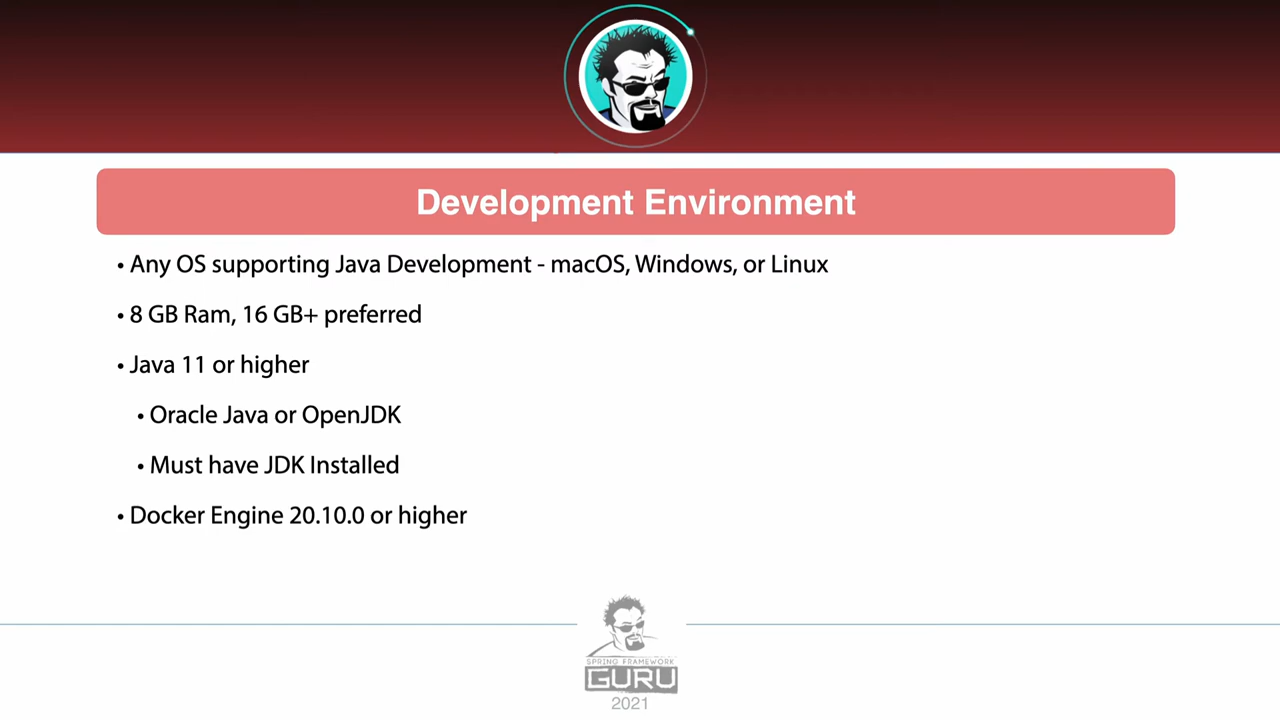 Development Environment
• Any OS supporting Java Development - macOS, Windows, or Linux
• 8 GB Ram, 16 GB+ preferred
• Java 11 or higher
• Oracle Java or OpenJDK
• Must have JDK Installed
• Docker Engine 20.10.0 or higher
SPRING FRAMEWORK
GURU
2021